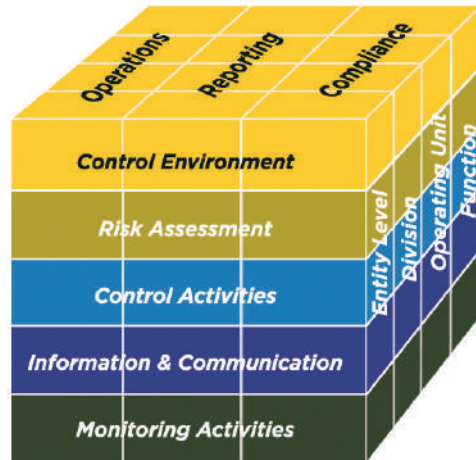 Operations
Reporting
Compliance
Control Environment
Risk Assessment
Control Activities
Information & Communication
Monitoring Activities
Entity Level
Division
Operating Unit
Function